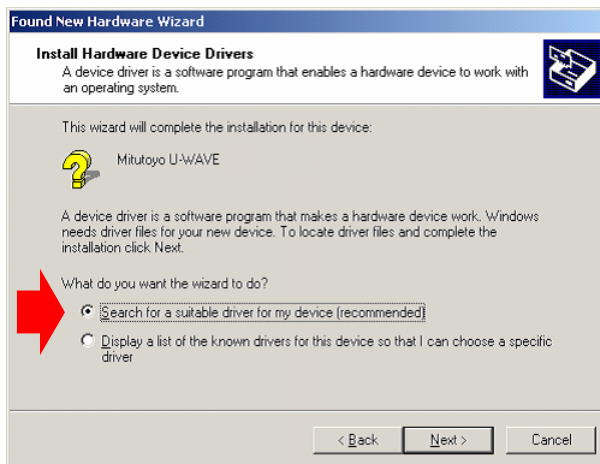 Found New Hardware Wizard
Install Hardware Device Drivers
A device driver is a software program that enables a hardware device to work with
an operating system.
This wizard will complete the installation for this device:
Mitutoyo U-WAVE
A device driver is a software program that makes a hardware device work. Windows
needs driver files for your new device. To locate driver files and complete the
installation click Next.
What do you want the wizard to do?
Search for a suitable driver for my device (recommended)
Display a list of the known drivers for this device so that I can choose a specific
driver
< Back Next > Cancel